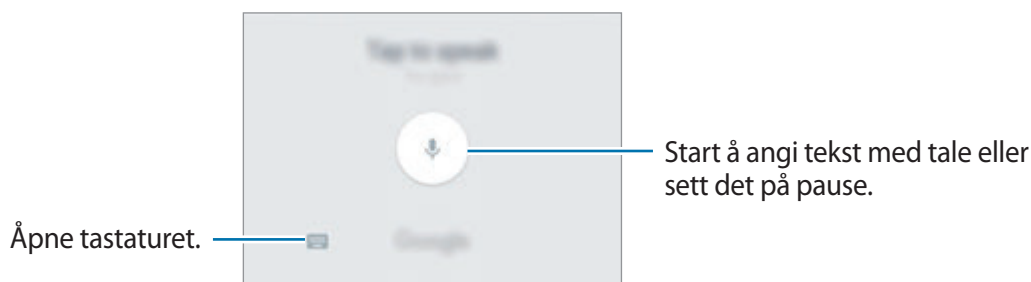 Tap to speak
Start å angi tekst med tale eller
sett det på pause.
Åpne tastaturet.
Google